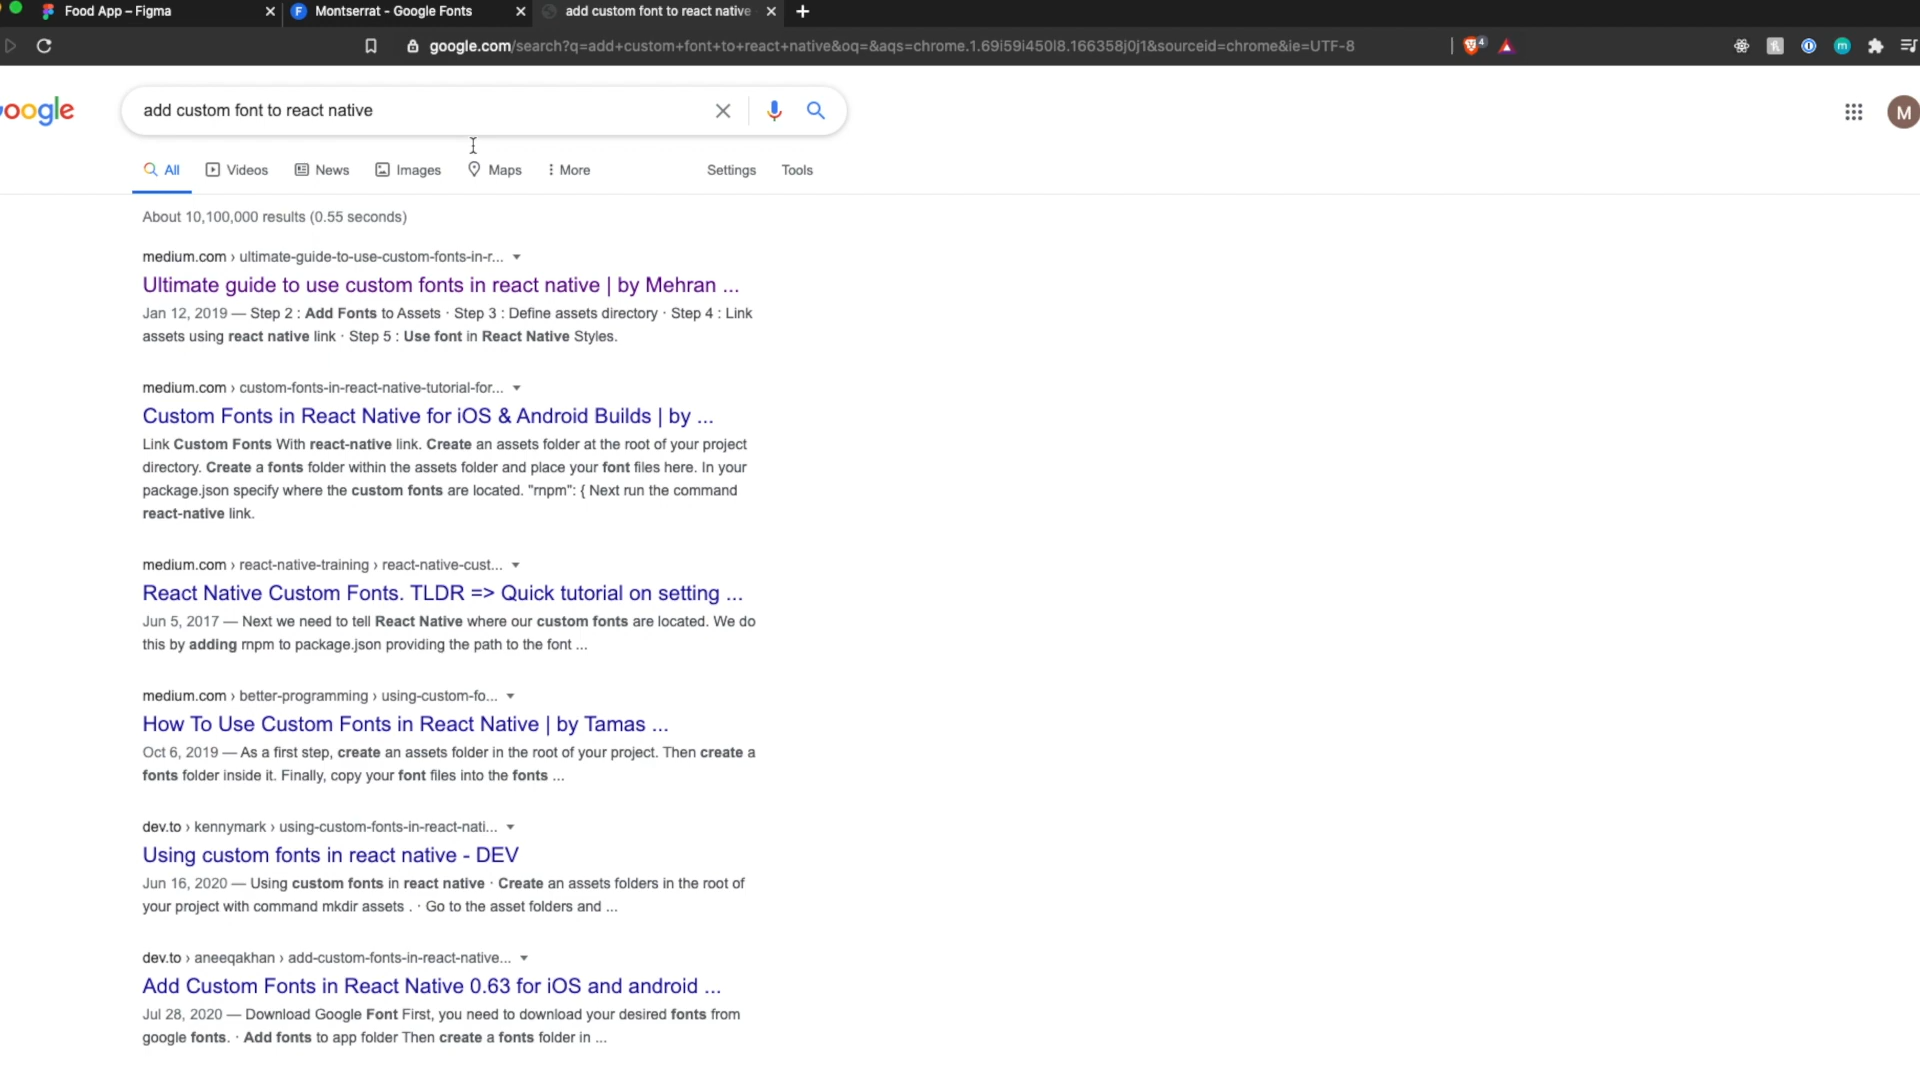 Food App – Figma
Montserrat - Google Fonts
add custom font to react native
google.com/search?q=add+custom+font+to+react+native&oq=&aqs=chrome.1.69i59i450l8.166358j0j1&sourceid=chrome&ie=UTF-8
4
m
oogle
add custom font to react native
M
All
Videos
News
Images
Maps
More
Settings
Tools
About 10,100,000 results (0.55 seconds)
medium.com › ultimate-guide-to-use-custom-fonts-in-r...
Ultimate guide to use custom fonts in react native | by Mehran ...
Jan 12, 2019 — Step 2 : Add Fonts to Assets · Step 3 : Define assets directory · Step 4 : Link
assets using react native link · Step 5 : Use font in React Native Styles.
medium.com › custom-fonts-in-react-native-tutorial-for...
Custom Fonts in React Native for iOS & Android Builds | by ...
Link Custom Fonts With react-native link. Create an assets folder at the root of your project
directory. Create a fonts folder within the assets folder and place your font files here. In your
package.json specify where the custom fonts are located. "rnpm": { Next run the command
react-native link.
medium.com › react-native-training › react-native-cust...
React Native Custom Fonts. TLDR => Quick tutorial on setting ...
Jun 5, 2017 — Next we need to tell React Native where our custom fonts are located. We do
this by adding rnpm to package.json providing the path to the font ...
medium.com › better-programming › using-custom-fo...
How To Use Custom Fonts in React Native | by Tamas ...
Oct 6, 2019 — As a first step, create an assets folder in the root of your project. Then create a
fonts folder inside it. Finally, copy your font files into the fonts ...
dev.to › kennymark › using-custom-fonts-in-react-nati...
Using custom fonts in react native - DEV
Jun 16, 2020 — Using custom fonts in react native · Create an assets folders in the root of
your project with command mkdir assets . · Go to the asset folders and ...
dev.to › aneeqakhan › add-custom-fonts-in-react-native...
Add Custom Fonts in React Native 0.63 for iOS and android ...
Jul 28, 2020 — Download Google Font First, you need to download your desired fonts from
google fonts. · Add fonts to app folder Then create a fonts folder in ...